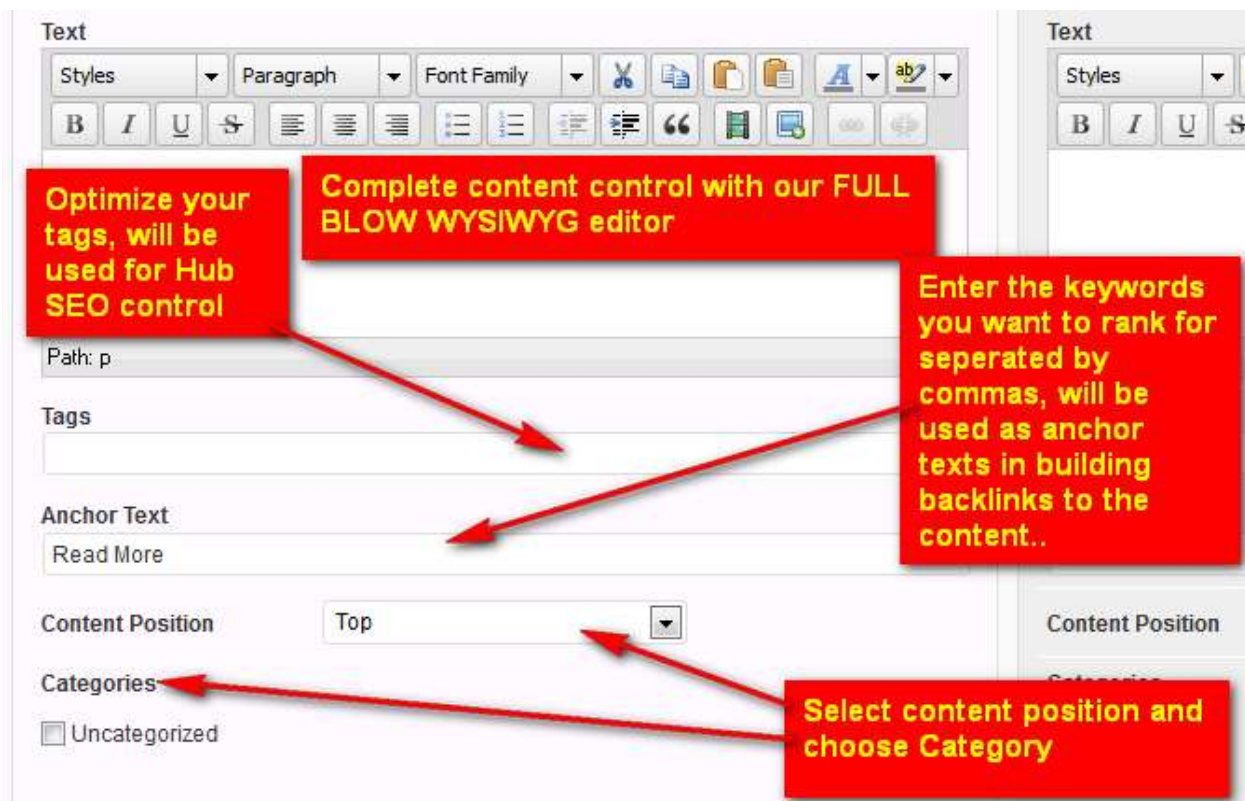 Text
Text
Styles
Paragraph
Font Family
Styles
B I U S
B I U S
Optimize your
tags, will be
used for Hub
SEO control
Complete content control with our FULL
BLOW WYSIWYG editor
Enter the keywords
you want to rank for
seperated by
commas, will be
used as anchor
texts in building
backlinks to the
content..
Path: p
Tags
Anchor Text
Read More
Content Position
Top
Content Position
Categories
Categories
Uncategorized
Select content position and
choose Category